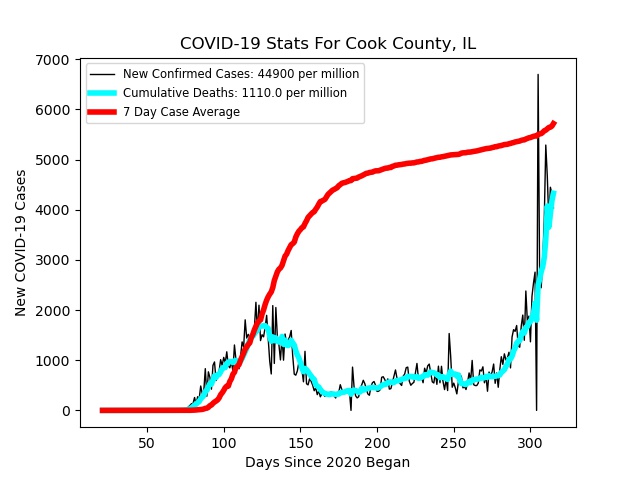 COVID-19 Stats For Cook County, IL
New Confirmed Cases: 44900 per million
Cumulative Deaths: 1110.0 per million
7 Day Case Average
7000
6000
5000
4000
3000
2000
1000
0
New COVID-19 Cases
50 100 150 200 250 300
Days Since 2020 Began